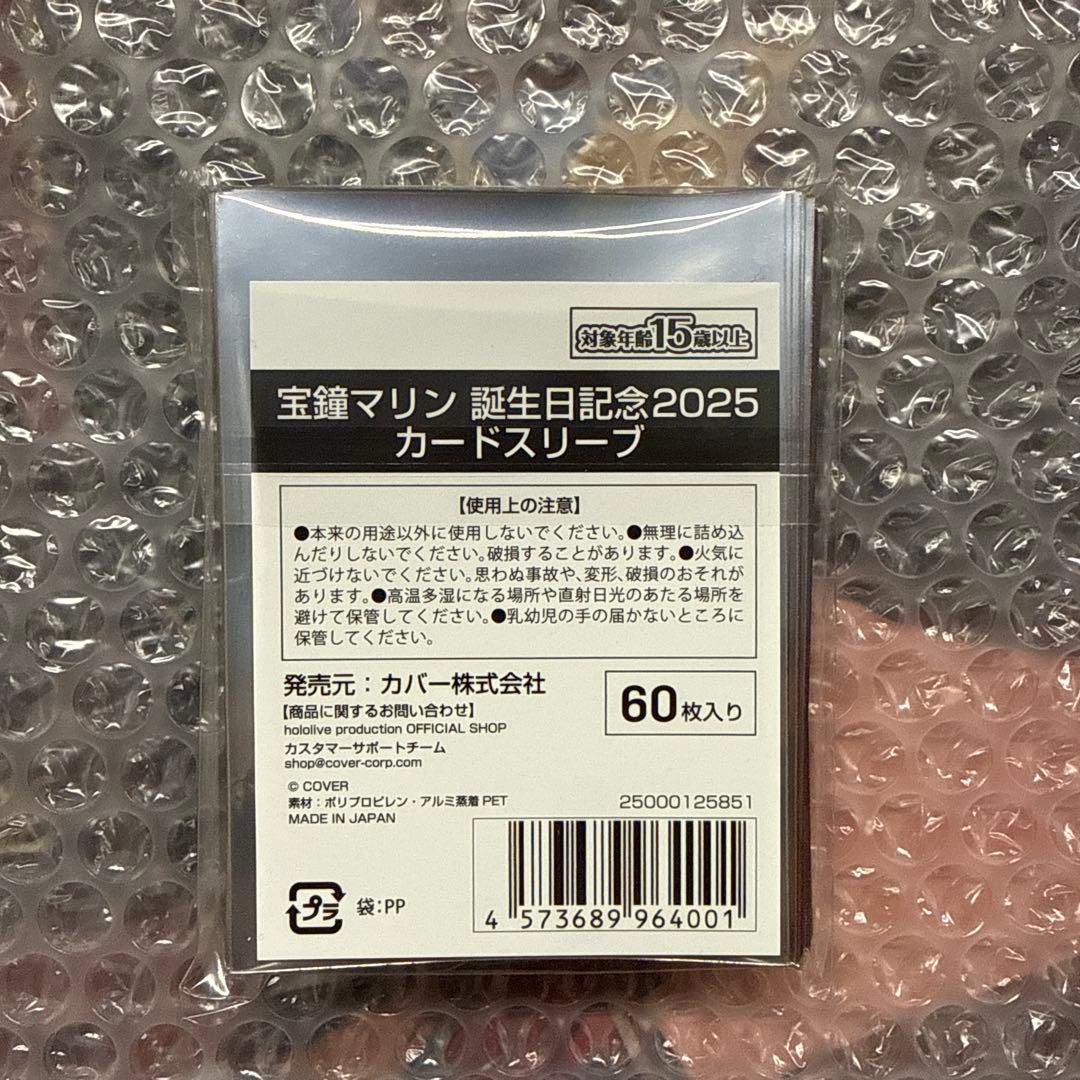 対象年齢15歳以上
宝鐘マリン 誕生日記念2025
カードスリーブ
【使用上の注意】
●本来の用途以外に使用しないでください。●無理に詰め込
んだりしないでください。破損することがあります。●火気に
近づけないでください。思わぬ事故や、変形、破損のおそれが
あります。●高温多湿になる場所や直射日光のあたる場所を
避けて保管してください。●乳幼児の手の届かないところに
保管してください。
発売元：カバー株式会社
【商品に関するお問い合わせ】
hololive production OFFICIAL SHOP
カスタマーサポートチーム
shop@cover-corp.com
60枚入り
© COVER
素材：ポリプロピレン・アルミ蒸着PET
MADE IN JAPAN
25000125851
プラ
袋：PP
4 573689 964001